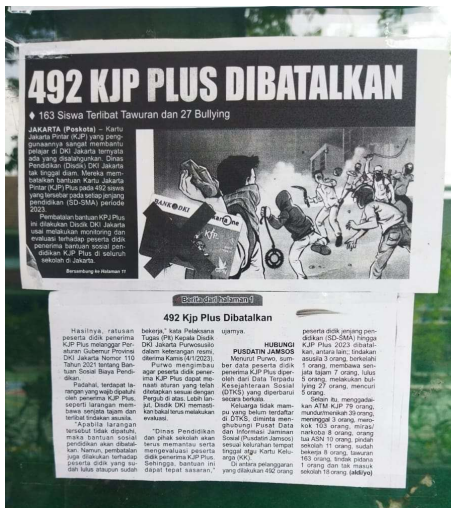 492 KJP PLUS DIBATALKAN
♦ 163 Siswa Terlibat Tawuran dan 27 Bullying
JAKARTA (Poskota) – Kartu
Jakarta Pintar (KJP) yang peng-
gunaannya sangat membantu
pelajar di DKI Jakarta ternyata
ada yang disalahgunkan. Dinas
Pendidikan (Disdik) DKI Jakarta
tak tinggal diam. Mereka mem-
batalkan bantuan Kartu Jakarta
Pintar (KJP) Plus pada 492 siswa
yang tersebar pada setiap jenjang
pendidikan (SD-SMA) periode
2023.
Pembatalan bantuan KPJ Plus
ini dilakukan Disdik DKI Jakarta
usai melakukan monitoring dan
evaluasi terhadap peserta didik
penerima bantuan sosial pen-
didikan KJP Plus di seluruh
sekolah di Jakarta.
Bersambung ke Halaman 11
BANK DKI
kjp
Berita dari halaman 1
492 Kjp Plus Dibatalkan
Hasilnya, ratusan
peserta didik penerima
KJP Plus melanggar Per-
aturan Gubernur Provinsi
DKI Jakarta Nomor 110
Tahun 2021 tentang Ban-
tuan Sosial Biaya Pendi-
dikan.
Padahal, terdapat la-
rangan yang wajib dipatuhi
oleh penerima KJP Plus,
seperti larangan mem-
bawa senjata tajam dan
terlibat tindakan asusila.
"Apabila larangan
tersebut tidak dipatuhi,
maka bantuan sosial
pendidikan akan dibatal-
kan. Namun, pembatalan
juga dilakukan terhadap
peserta didik yang su-
dah lulus ataupun sudah
bekerja," kata Pelaksana
Tugas (Plt) Kepala Disdik
DKI Jakarta Purwosusilo
dalam keterangan resmi,
diterima Kamis (4/1/2023).
Purwo mengimbau
agar peserta didik pene-
rima KJP Plus dapat me-
naati aturan yang telah
ditetapkan sesuai dengan
Pergub di atas. Lebih lan-
jut, Disdik DKI memasti-
kan bakal terus melakukan
evaluasi.
"Dinas Pendidikan
dan pihak sekolah akan
terus memantau serta
mengevaluasi peserta
didik penerima KJP Plus.
Sehingga, bantuan ini
dapat tepat sasaran,"
ujarnya.
HUBUNGI
PUSDATIN JAMSOS
Menurut Purwo, sum-
ber data peserta didik
penerima KJP Plus diper-
oleh dari Data Terpadu
Kesejahteraan Sosial
(DTKS) yang diperbarui
secara berkala.
Keluarga tidak mam-
pu yang belum terdaftar
di DTKS, diminta meng-
hubungi Pusat Data
dan Informasi Jaminan
Sosial (Pusdatin Jamsos)
sesuai kelurahan tempat
tinggal atau Kartu Kelu-
arga (KK).
Di antara pelanggaran
yang dilakukan 492 orang
peserta didik jenjang pen-
didikan (SD-SMA) hingga
KJP Plus 2023 dibatal-
kan, antara lain; tindakan
asusila 3 orang, berkelahi
1 orang, membawa sen-
jata tajam 7 orang, lulus
5 orang, melakukan bul-
lying 27 orang, mencuri
5 orang.
Selain itu, menggadai-
kan ATM KJP 79 orang,
mundur/menikah 39 orang,
meninggal 3 orang, mero-
kok 103 orang, miras/
narkoba 8 orang, orang
tua ASN 10 orang, pindah
sekolah 11 orang, sudah
bekerja 8 orang, tawuran
163 orang, tindak pidana
1 orang dan tak masuk
sekolah 18 orang. (aldi/yo)